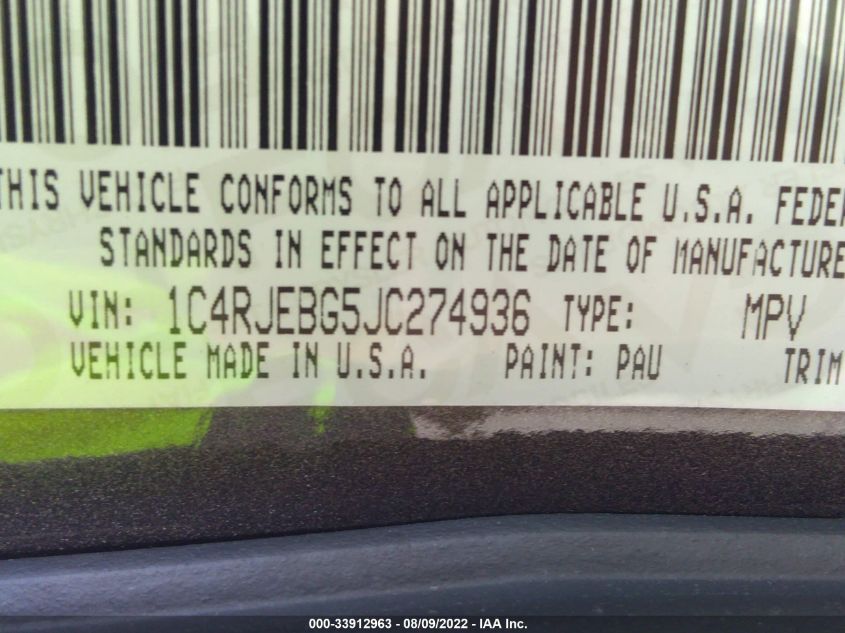 THIS VEHICLE CONFORMS TO ALL APPLICABLE U.S.A. FEDER
STANDARDS IN EFFECT ON THE DATE OF MANUFACTURE
VIN: 1C4RJEBG5JC274936 TYPE: MPV
VEHICLE MADE IN U.S.A. PAINT: PAU TRIM
000-33912963 - 08/09/2022 - IAA Inc.